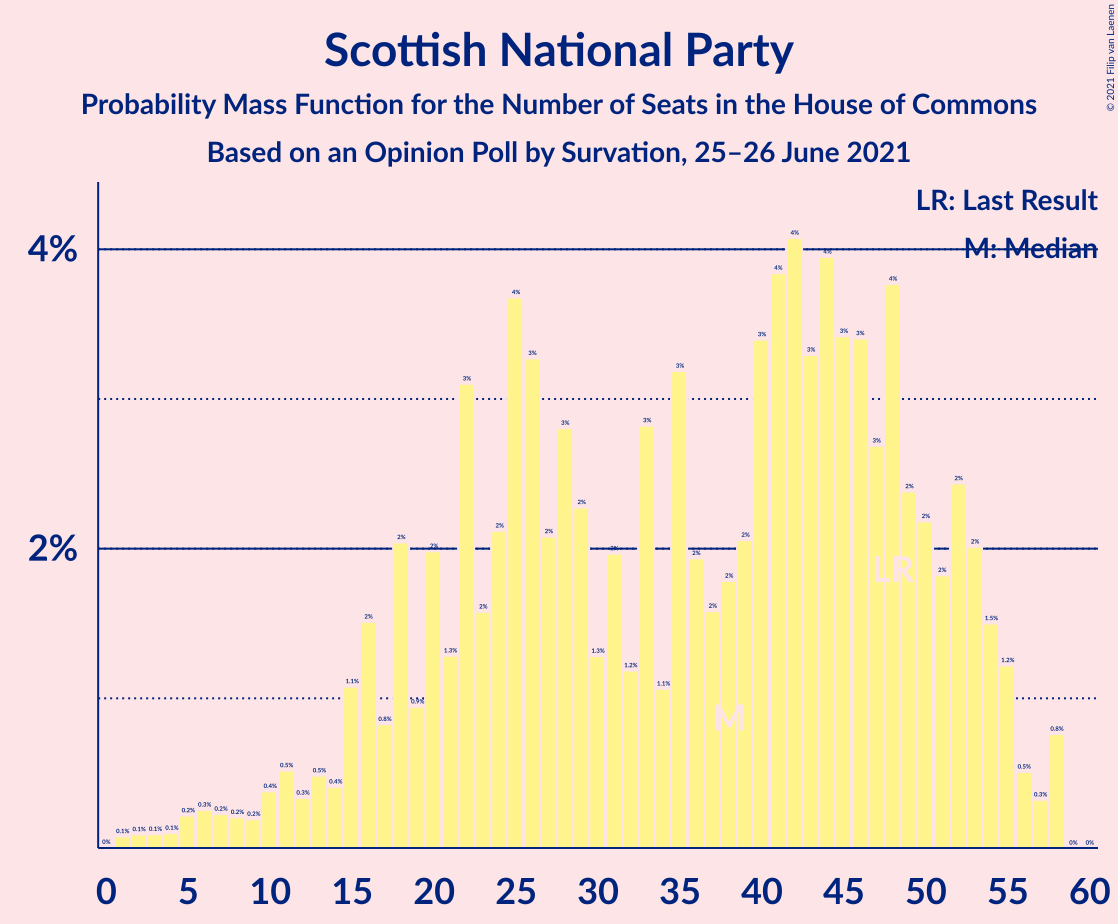 Scottish National Party
Probability Mass Function for the Number of Seats in the House of Commons
Based on an Opinion Poll by Survation, 25–26 June 2021
© 2021 Filip van Laenen
LR: Last Result
M: Median
4%
2%
0% 0.1% 0.1% 0.1% 0.1% 0.2% 0.3% 0.2% 0.2% 0.2% 0.4% 0.5% 0.3% 0.5% 0.4% 1.1% 2% 0.8% 2% 0.9% 2% 1.3% 3% 2% 2% 4% 3% 2% 3% 2% 1.3% 2% 1.2% 3% 1.1% 3% 2% 2% 2% 2% 3% 4% 4% 3% 4% 3% 3% 3% 4% 2% 2% 2% 2% 2% 1.5% 1.2% 0.5% 0.3% 0.8% 0% 0%
LR
M
0 5 10 15 20 25 30 35 40 45 50 55 60